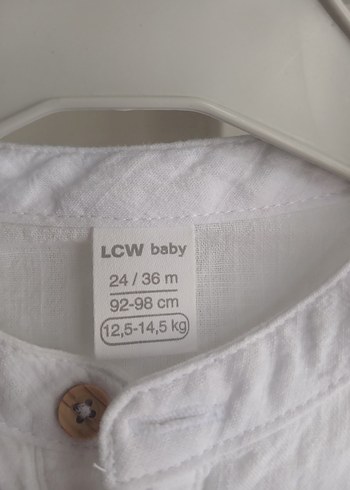 LCW baby
24 / 36 m
92-98 cm
12,5-14,5 kg